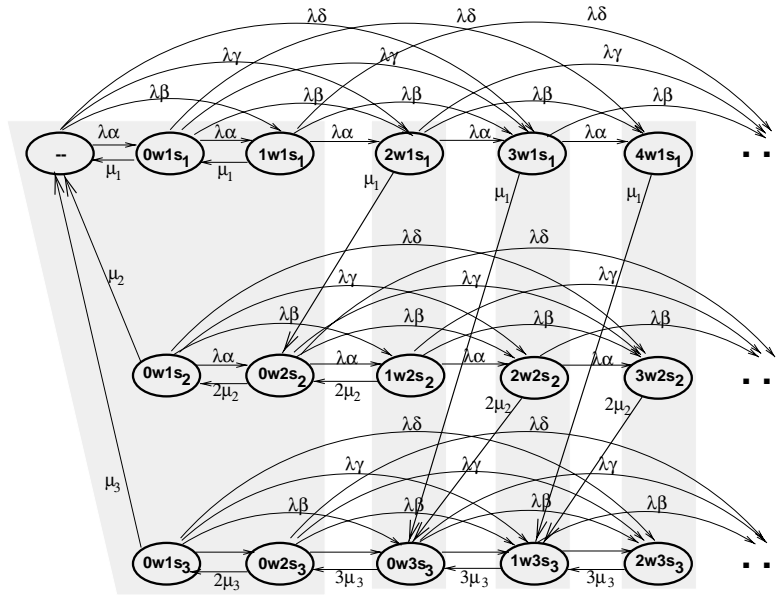 λδ λδ λδ
λγ λγ λγ
λβ λβ λβ λβ λβ
λα λα λα λα λα
-- 0w1s₁ 1w1s₁ 2w1s₁ 3w1s₁ 4w1s₁ . .
μ₁ μ₁ μ₁ μ₁ μ₁
λδ λδ
μ₂ λγ λγ λγ
λβ λβ λβ λβ
λα λα λα λα
0w1s₂ 0w2s₂ 1w2s₂ 2w2s₂ 3w2s₂ . .
2μ₂ 2μ₂ 2μ₂ 2μ₂
λδ λδ
μ₃ λγ λγ λγ
λβ λβ λβ λβ
0w1s₃ 0w2s₃ 0w3s₃ 1w3s₃ 2w3s₃ . .
2μ₃ 3μ₃ 3μ₃ 3μ₃